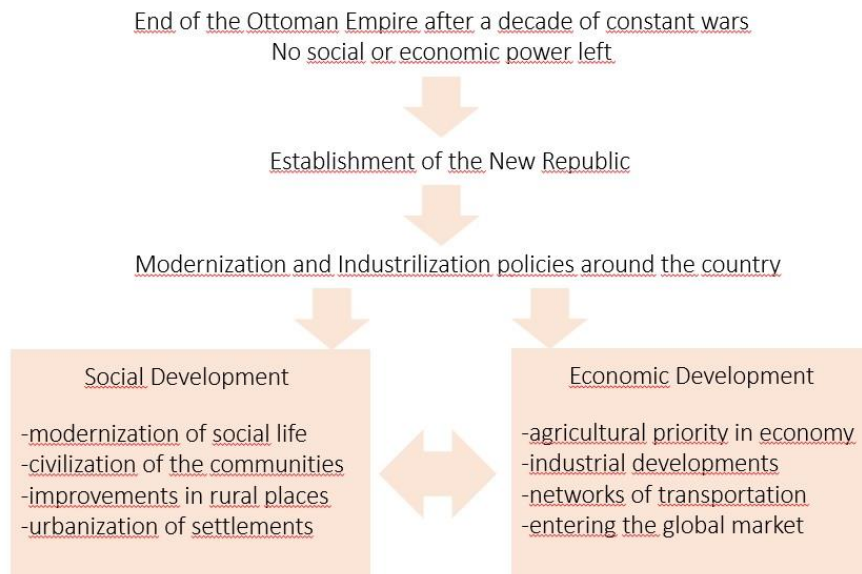 End of the Ottoman Empire after a decade of constant wars
No social or economic power left
Establishment of the New Republic
Modernization and Industrilization policies around the country
Social Development
-modernization of social life
-civilization of the communities
-improvements in rural places
-urbanization of settlements
Economic Development
-agricultural priority in economy
-industrial developments
-networks of transportation
-entering the global market